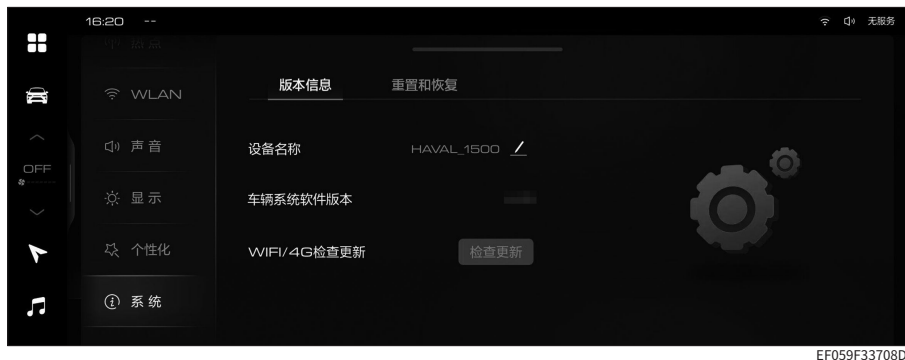 16:20 --
无服务
WLAN
声音
显示
个性化
系统
OFF
版本信息
重置和恢复
设备名称
HAVAL_1500
车辆系统软件版本
WIFI/4G检查更新
检查更新
EF059F33708D